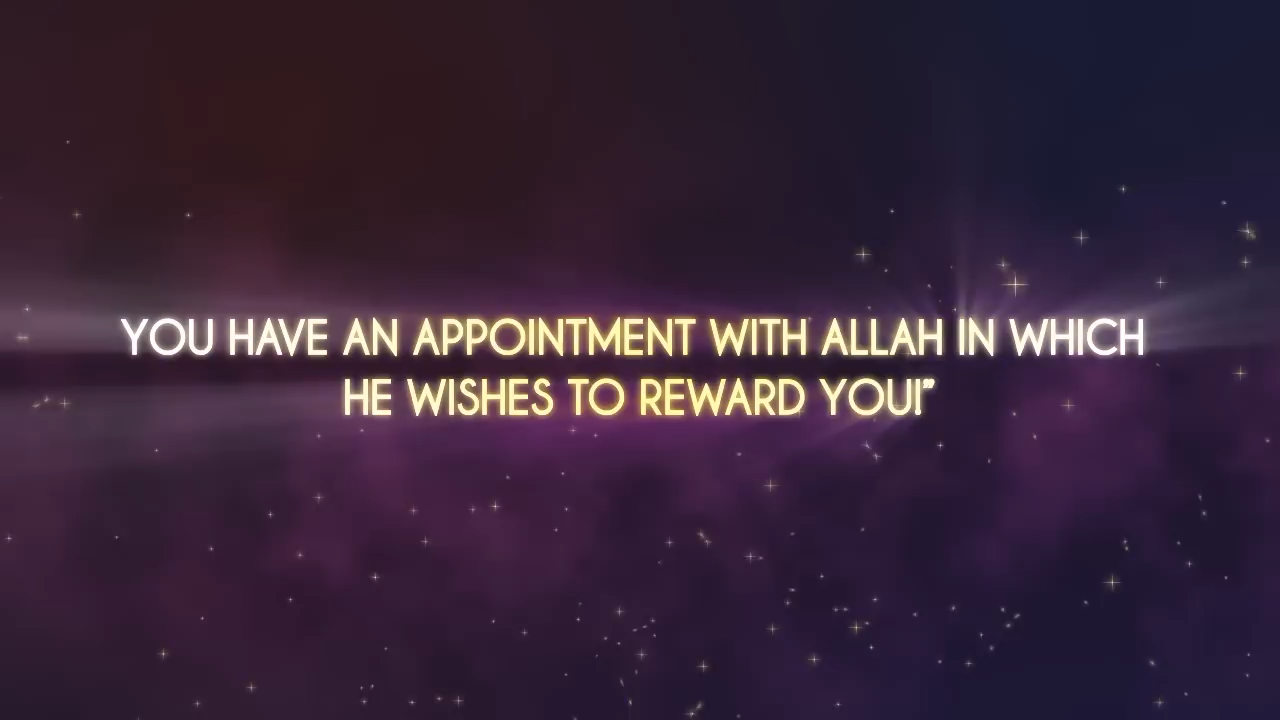 YOU HAVE AN APPOINTMENT WITH ALLAH IN WHICH
HE WISHES TO REWARD YOU!”